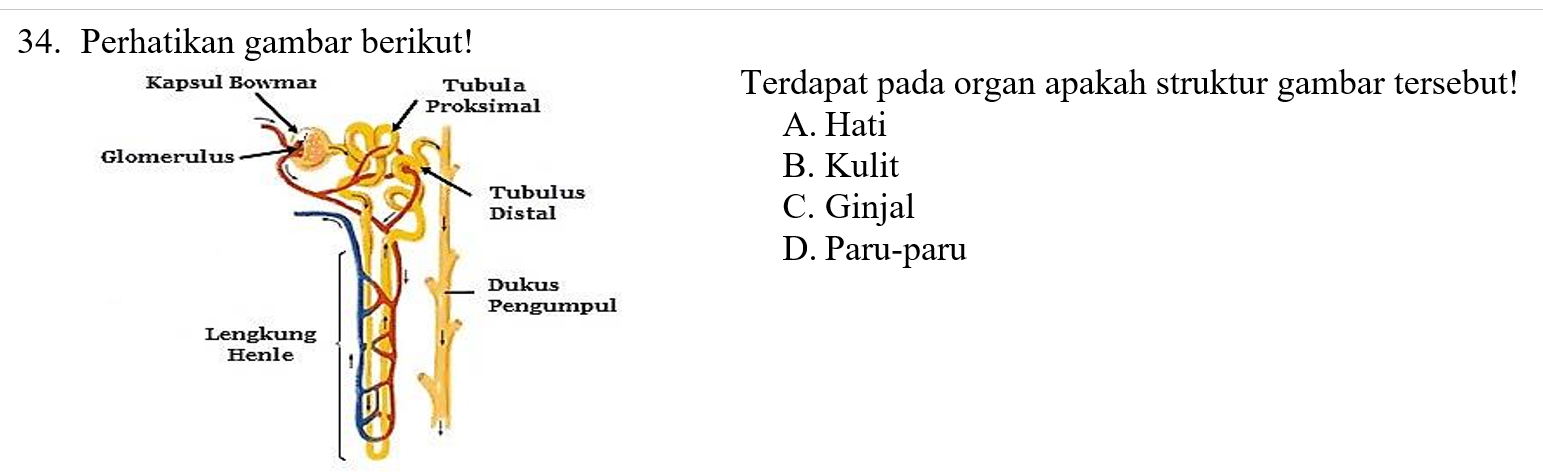 34. Perhatikan gambar berikut!
Kapsul Bowmar
Tubula
Proksimal
Glomerulus
Tubulus
Distal
Dukus
Pengumpul
Lengkung
Henle
Terdapat pada organ apakah struktur gambar tersebut!
A. Hati
B. Kulit
C. Ginjal
D. Paru-paru